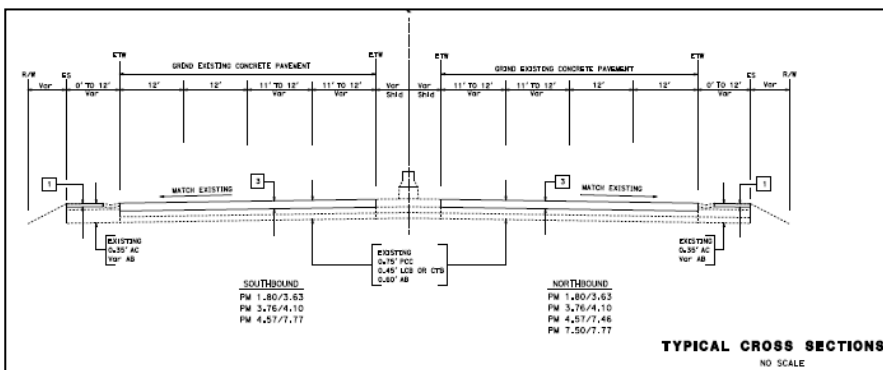 ETW ETW ETW ETW
GRIND EXISTING CONCRETE PAVEMENT GRIND EXISTING CONCRETE PAVEMENT
R/W ES ES R/W
Var 0' TO 12' 12' 12' 11' TO 12' 11' TO 12' Var Var 11' TO 12' 11' TO 12' 12' 12' 0' TO 12' Var
Var Var Var Shld Shld Var Var Var
1 3 3 1
MATCH EXISTING MATCH EXISTING
EXISTING
0.35' AC
Var AB
EXISTING
0.75' PCC
0.45' LCB OR CTB
0.60' AB
EXISTING
0.35' AC
Var AB
SOUTHBOUND
PM 1.80/3.63
PM 3.76/4.10
PM 4.57/7.77
NORTHBOUND
PM 1.80/3.63
PM 3.76/4.10
PM 4.57/7.46
PM 7.50/7.77
TYPICAL CROSS SECTIONS
NO SCALE